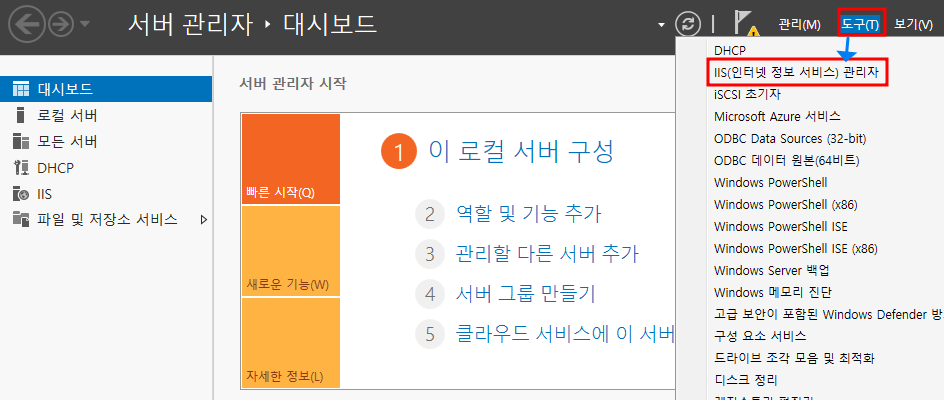 서버 관리자 ‣ 대시보드
관리(M)
도구(T)
보기(V)
대시보드
로컬 서버
모든 서버
DHCP
IIS
파일 및 저장소 서비스
서버 관리자 시작
빠른 시작(Q)
새로운 기능(W)
자세한 정보(L)
1 이 로컬 서버 구성
2 역할 및 기능 추가
3 관리할 다른 서버 추가
4 서버 그룹 만들기
5 클라우드 서비스에 이 서버
DHCP
IIS(인터넷 정보 서비스) 관리자
iSCSI 초기자
Microsoft Azure 서비스
ODBC Data Sources (32-bit)
ODBC 데이터 원본(64비트)
Windows PowerShell
Windows PowerShell (x86)
Windows PowerShell ISE
Windows PowerShell ISE (x86)
Windows Server 백업
Windows 메모리 진단
고급 보안이 포함된 Windows Defender 방
구성 요소 서비스
드라이브 조각 모음 및 최적화
디스크 정리